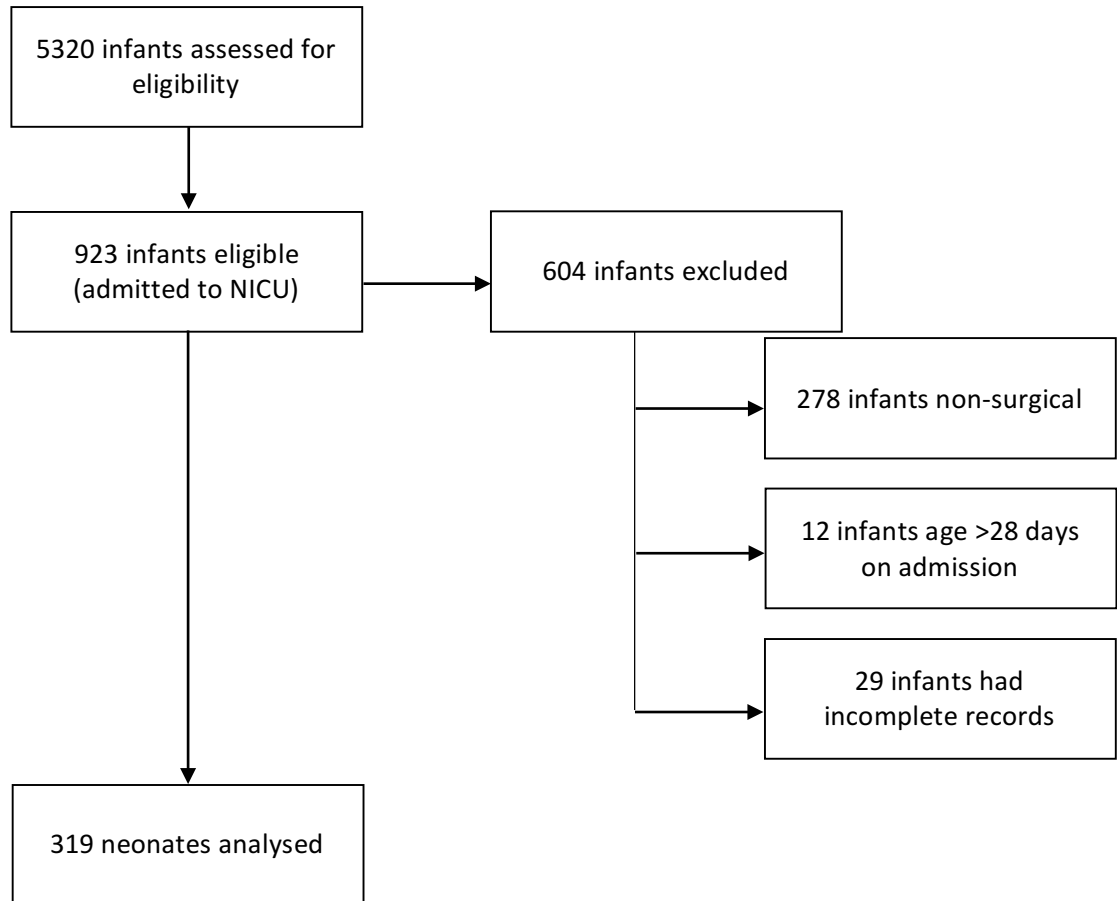 5320 infants assessed for
eligibility
923 infants eligible
(admitted to NICU)
604 infants excluded
278 infants non-surgical
12 infants age >28 days
on admission
29 infants had
incomplete records
319 neonates analysed